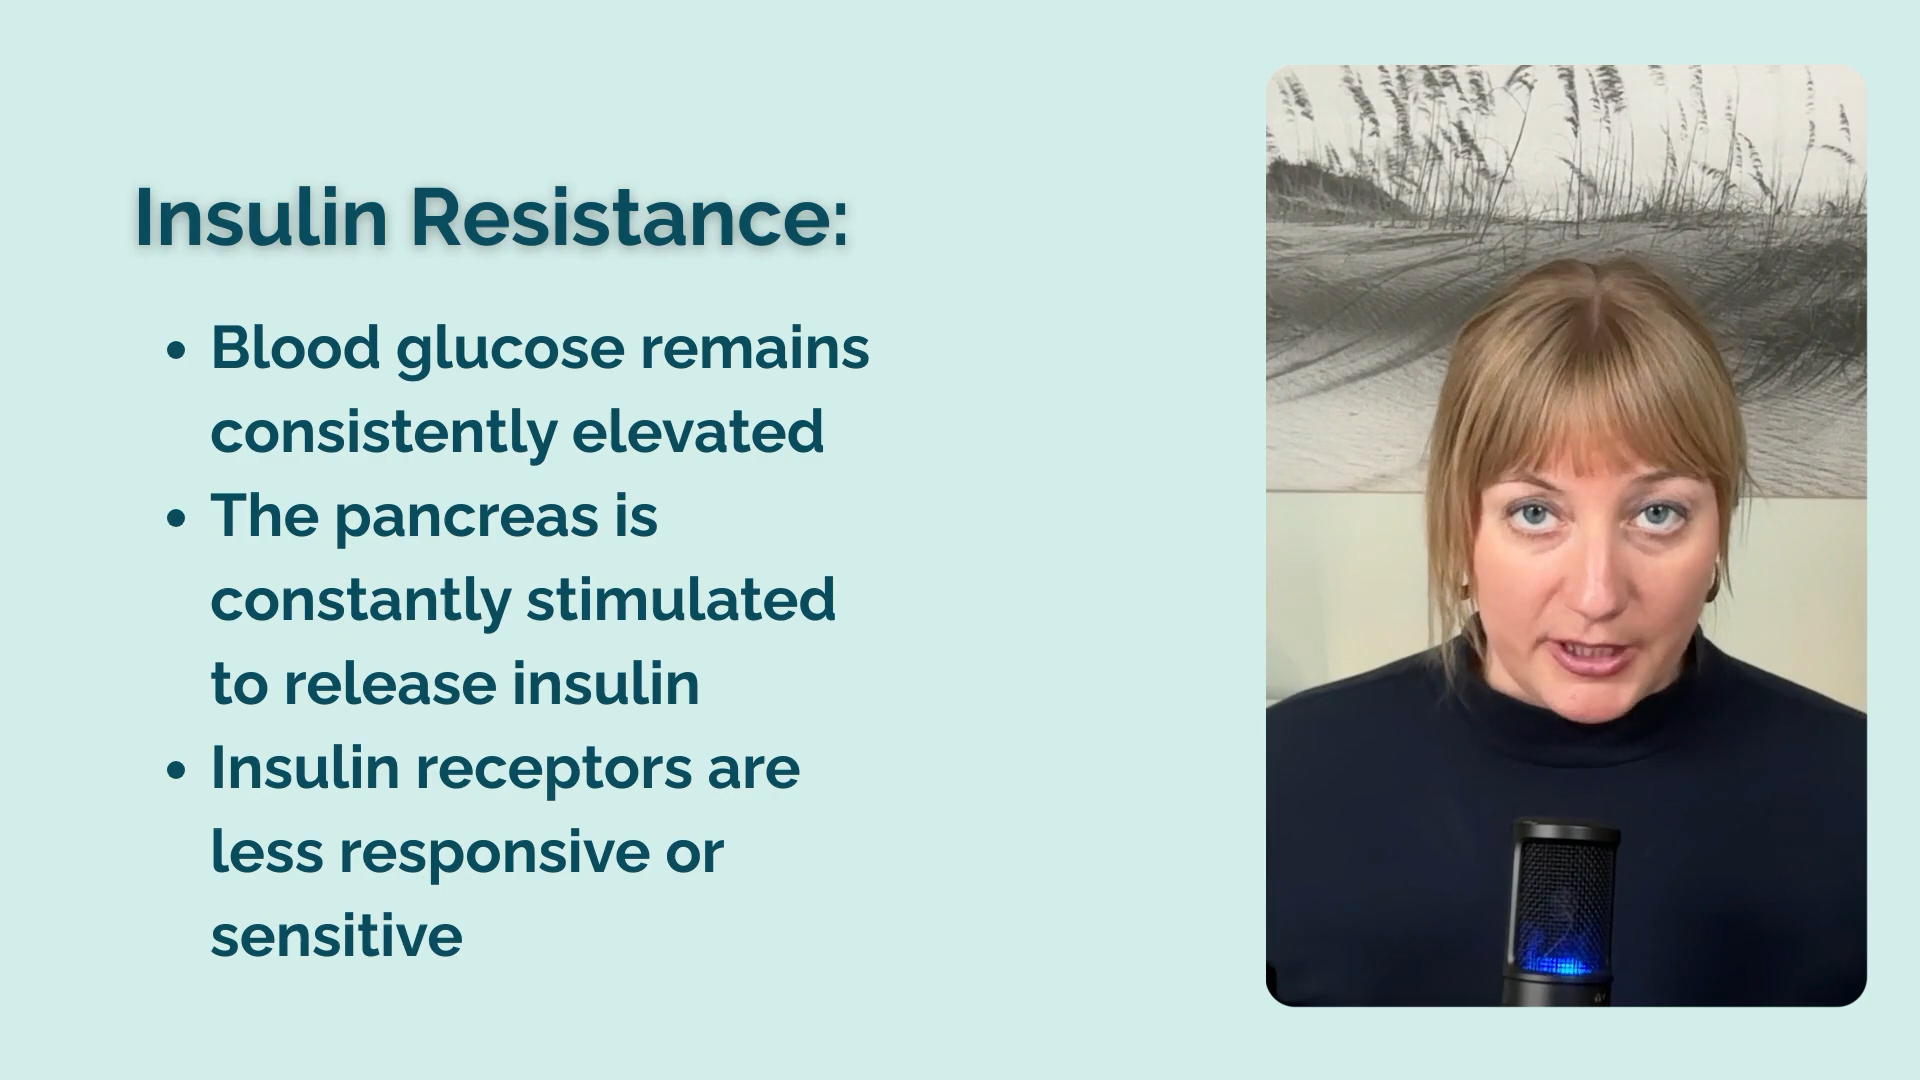 Insulin Resistance:
• Blood glucose remains
consistently elevated
• The pancreas is
constantly stimulated
to release insulin
• Insulin receptors are
less responsive or
sensitive